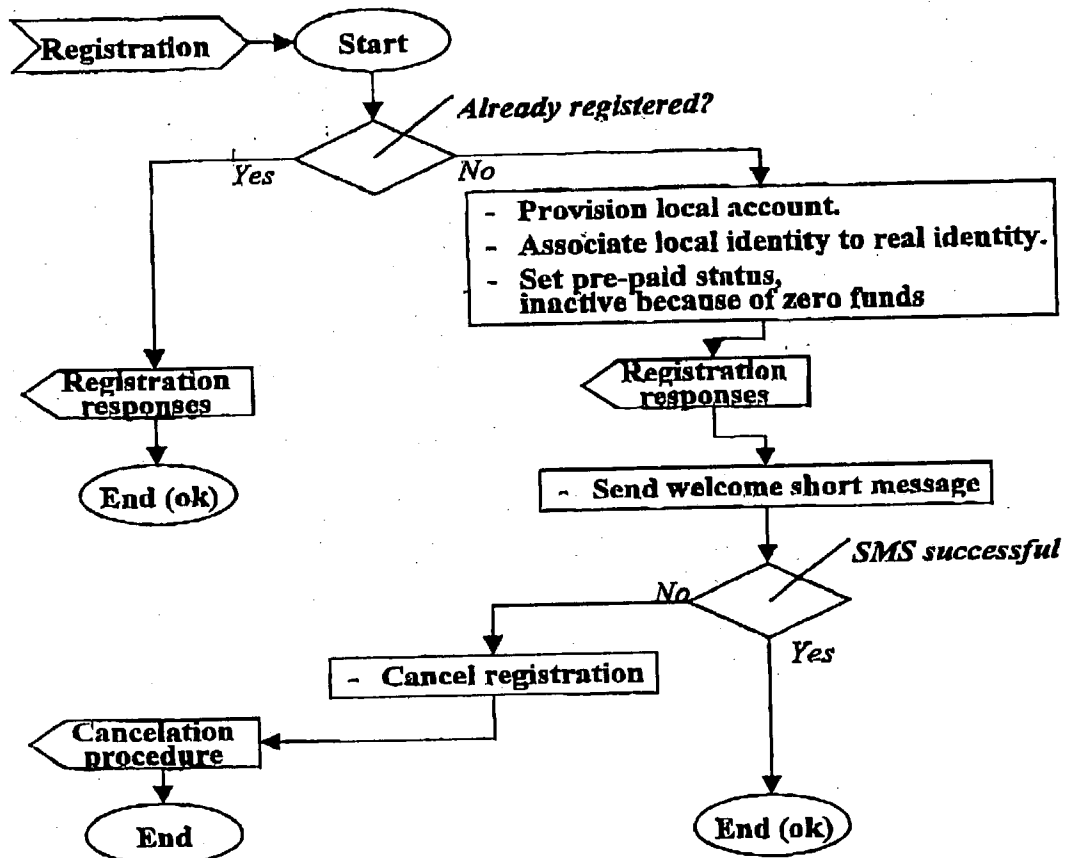 Registration
Start
Already registered?
Yes
No
- Provision local account.
- Associate local identity to real identity.
- Set pre-paid status,
inactive because of zero funds
Registration
responses
Registration
responses
End (ok)
- Send welcome short message
SMS successful
No
Yes
- Cancel registration
Cancelation
procedure
End
End (ok)